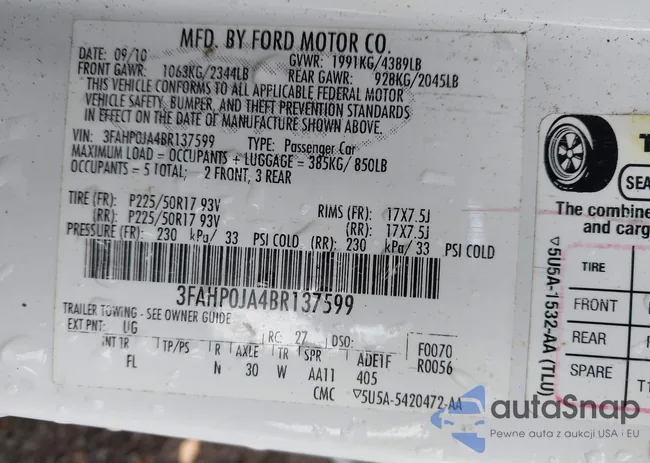 MFD. BY FORD MOTOR CO.
DATE: 09/10
GVWR: 1991KG/4389LB
FRONT GAWR: 1063KG/2344LB
REAR GAWR: 928KG/2045LB
THIS VEHICLE CONFORMS TO ALL APPLICABLE FEDERAL MOTOR
VEHICLE SAFETY, BUMPER, AND THEFT PREVENTION STANDARDS
IN EFFECT ON THE DATE OF MANUFACTURE SHOWN ABOVE.
VIN: 3FAHP0JA4BR137599 TYPE: Passenger Car
MAXIMUM LOAD = OCCUPANTS + LUGGAGE = 385KG/ 850LB
OCCUPANTS = 5 TOTAL; 2 FRONT, 3 REAR
TIRE (FR): P225/50R17 93V RIMS (FR): 17X7.5J
(RR): P225/50R17 93V (RR): 17X7.5J
PRESSURE (FR): 230 kPa/ 33 PSI COLD (RR): 230 kPa/ 33 PSI COLD
3FAHP0JA4BR137599
TRAILER TOWING - SEE OWNER GUIDE
EXT PNT: UG RC: 27 DSO: F0070
INT TR TP/PS R AXLE TR SPR ADE1F R0056
FL N 30 W AA11 405
CMC ▽5U5A-5420472-AA
The combine
and carg
TIRE
FRONT
REAR
SPARE T1
▽5U5A-1532-AA (TLU)
autoSnap
Pewne auta z aukcji USA i EU